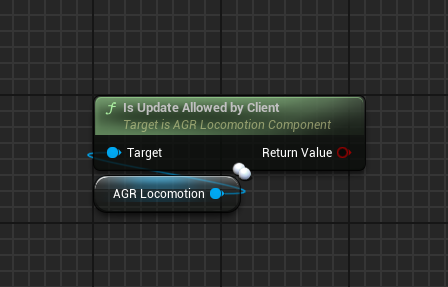 f Is Update Allowed by Client
Target is AGR Locomotion Component
Target Return Value
AGR Locomotion